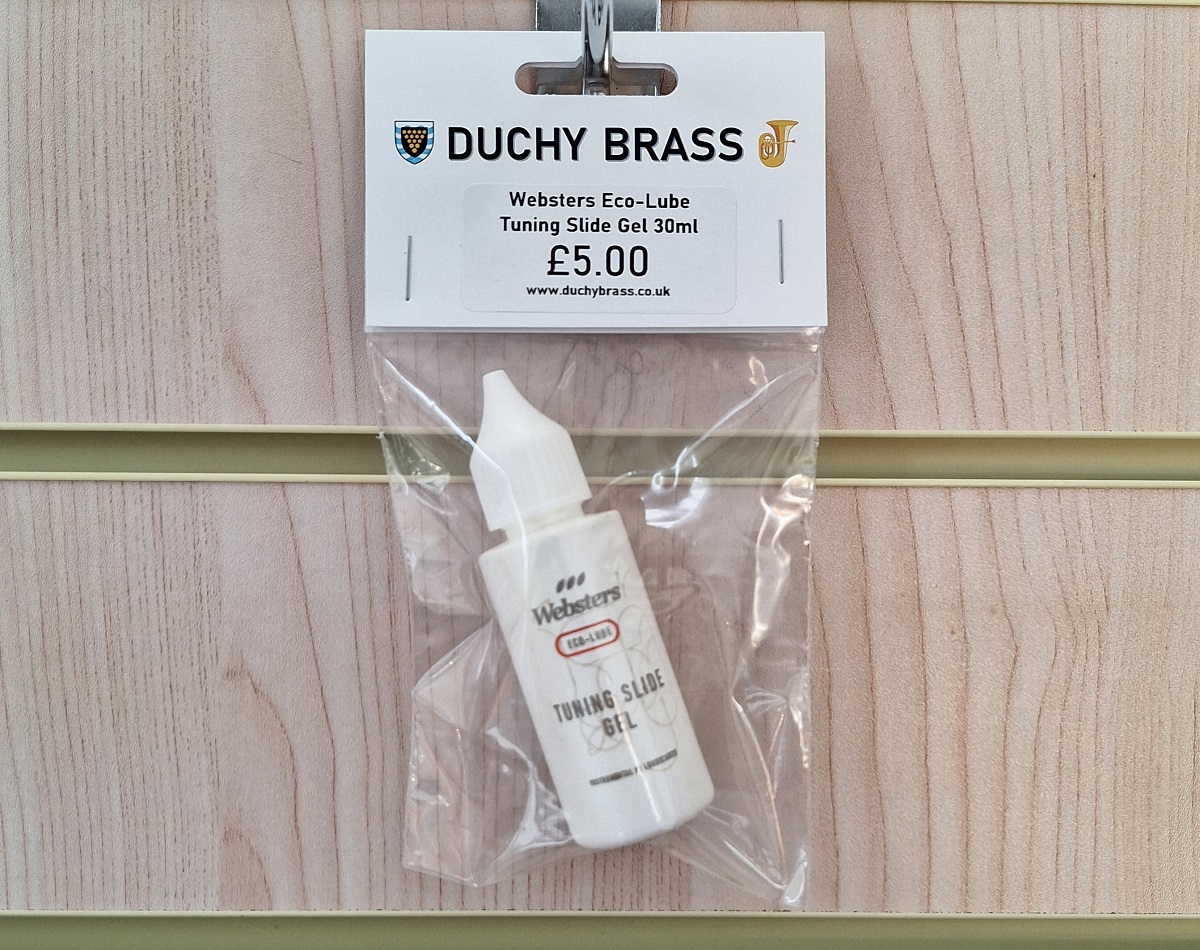 DUCHY BRASS
Websters Eco-Lube
Tuning Slide Gel 30ml
£5.00
www.duchybrass.co.uk
Websters
ECO-LUBE
TUNING SLIDE
GEL